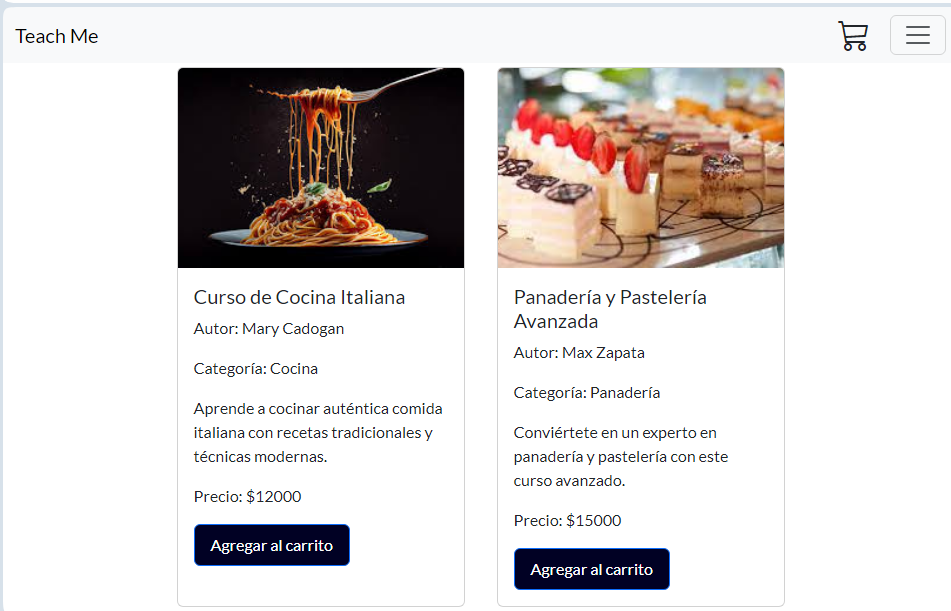 Teach Me
Curso de Cocina Italiana
Autor: Mary Cadogan
Categoría: Cocina
Aprende a cocinar auténtica comida
italiana con recetas tradicionales y
técnicas modernas.
Precio: $12000
Agregar al carrito
Panadería y Pastelería
Avanzada
Autor: Max Zapata
Categoría: Panadería
Conviértete en un experto en
panadería y pastelería con este
curso avanzado.
Precio: $15000
Agregar al carrito